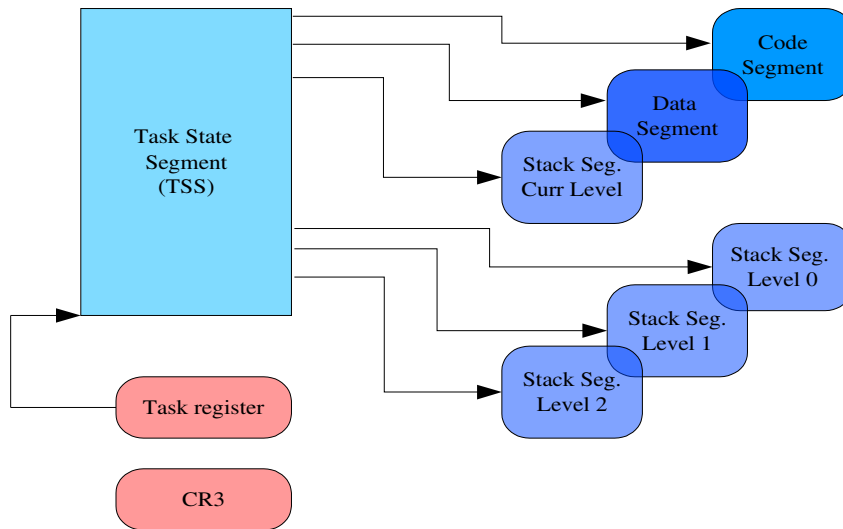 Task State
Segment
(TSS)
Code
Segment
Data
Segment
Stack Seg.
Curr Level
Stack Seg.
Level 0
Stack Seg.
Level 1
Stack Seg.
Level 2
Task register
CR3